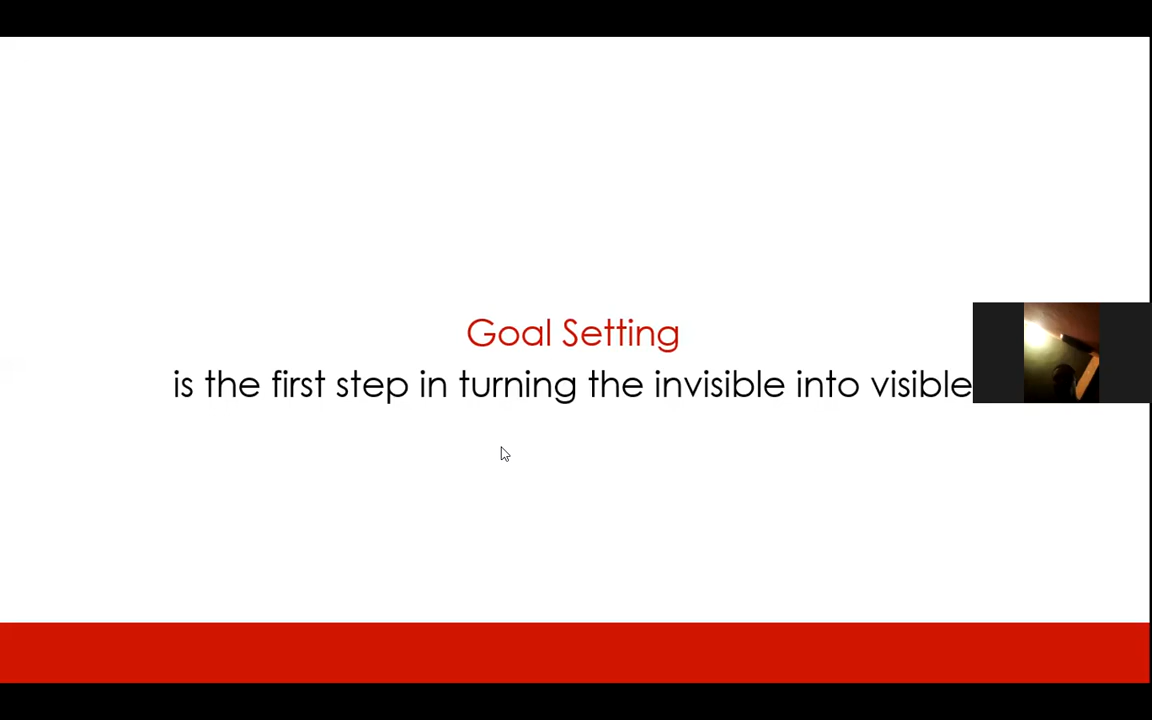 Goal Setting
is the first step in turning the invisible into visible